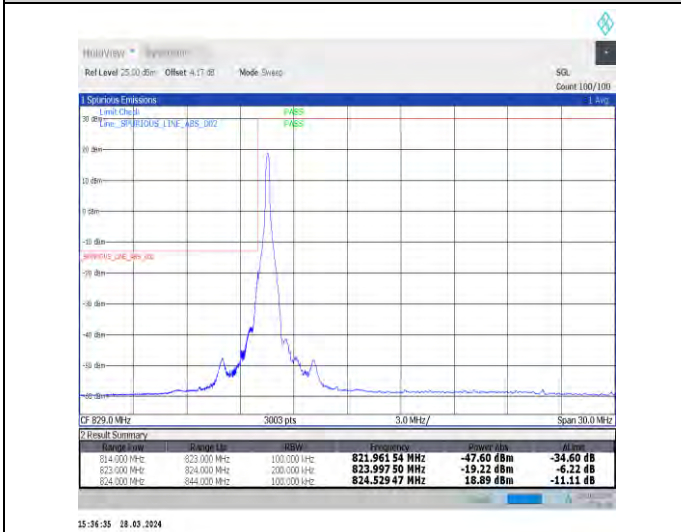 MultiView
Spectrum
Ref Level 25.00 dBm Offset 4.17 dB Mode Sweep SGL
Count 100/100
1 Spurious Emissions 1 Avg
Limit Check PASS
30 dBm
Line _SPURIOUS_LINE_ABS_002 PASS
20 dBm
10 dBm
0 dBm
-10 dBm
_SPURIOUS_LINE_ABS_002
-20 dBm
-30 dBm
-40 dBm
-50 dBm
-60 dBm
CF 829.0 MHz 3003 pts 3.0 MHz/ Span 30.0 MHz
2 Result Summary
Range Low Range Up RBW Frequency Power Abs ΔLimit
814.000 MHz 823.000 MHz 100.000 kHz 821.961 54 MHz -47.60 dBm -34.60 dB
823.000 MHz 824.000 MHz 200.000 kHz 823.997 50 MHz -19.22 dBm -6.22 dB
824.000 MHz 844.000 MHz 100.000 kHz 824.529 47 MHz 18.89 dBm -11.11 dB
15:36:35 28.03.2024